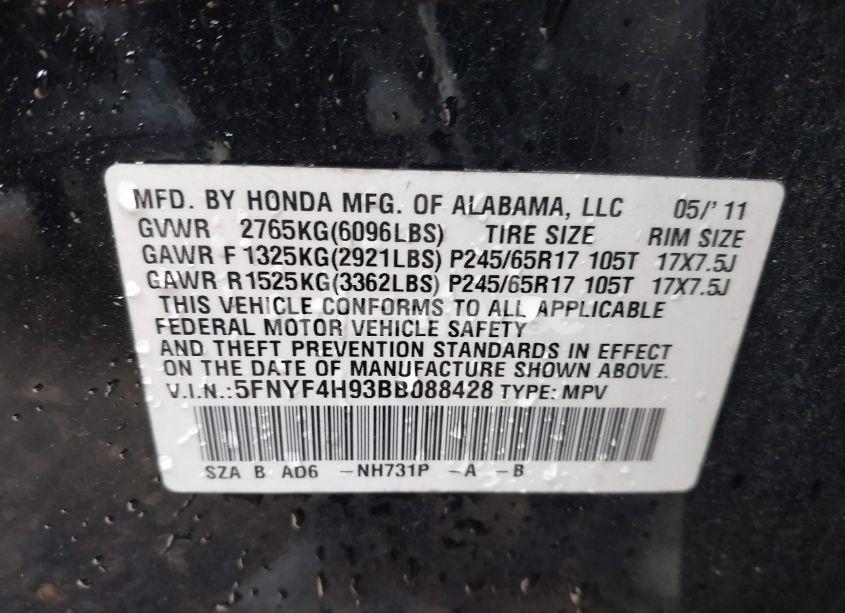 MFD. BY HONDA MFG. OF ALABAMA, LLC 05/' 11
GVWR 2765KG(6096LBS) TIRE SIZE RIM SIZE
GAWR F 1325KG(2921LBS) P245/65R17 105T 17X7.5J
GAWR R 1525KG(3362LBS) P245/65R17 105T 17X7.5J
THIS VEHICLE CONFORMS TO ALL APPLICABLE
FEDERAL MOTOR VEHICLE SAFETY
AND THEFT PREVENTION STANDARDS IN EFFECT
ON THE DATE OF MANUFACTURE SHOWN ABOVE.
V.I.N.:5FNYF4H93BB088428 TYPE: MPV
SZA B AD6 -NH731P -A -B